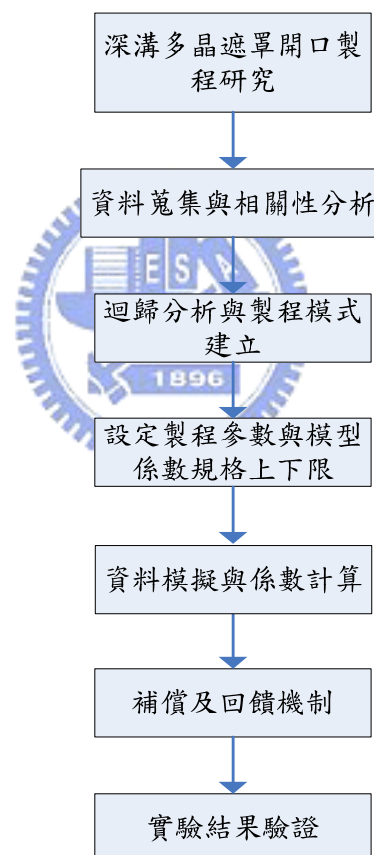 深溝多晶遮罩開口製
程研究
資料蒐集與相關性分析
ESA
迴歸分析與製程模式
建立
1896
設定製程參數與模型
係數規格上下限
資料模擬與係數計算
補償及回饋機制
實驗結果驗證